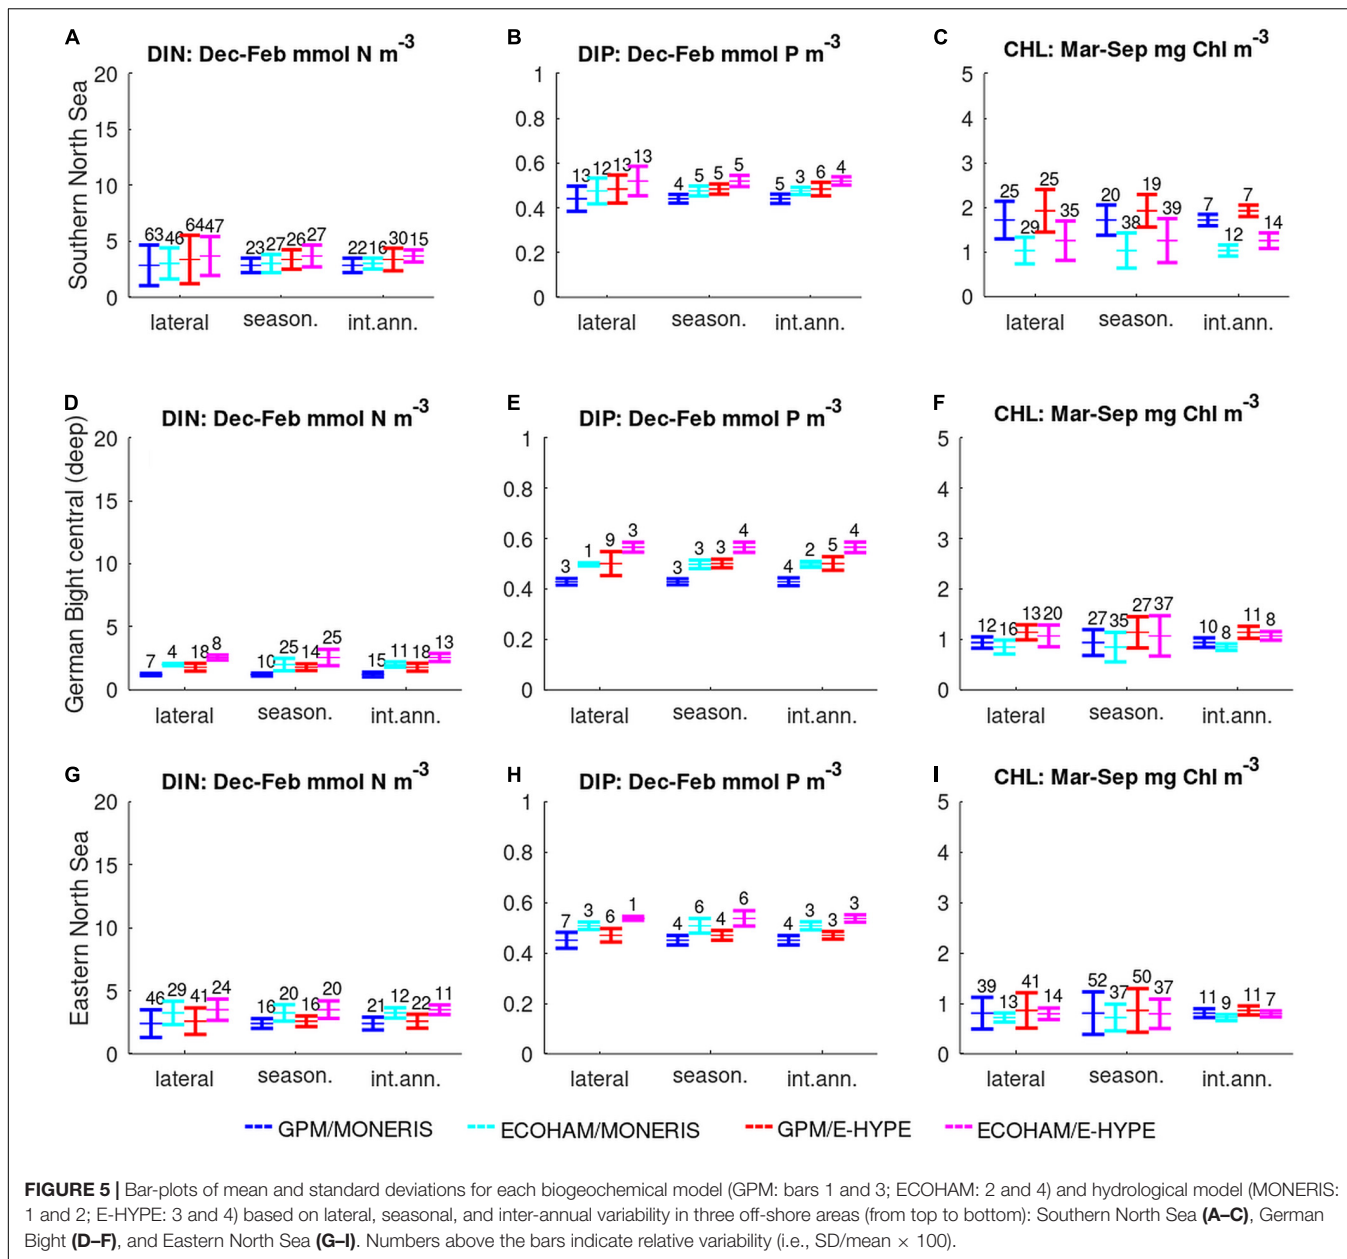 A DIN: Dec-Feb mmol N m-3
B DIP: Dec-Feb mmol P m-3
C CHL: Mar-Sep mg Chl m-3
Southern North Sea
20
15
10
5
0
63 46 64 47 23 27 26 27 22 16 30 15
lateral season. int.ann.
1
0.8
0.6
0.4
0.2
0
13 12 13 13 4 5 5 5 5 3 6 4
lateral season. int.ann.
5
4
3
2
1
0
25 29 25 35 20 38 19 39 7 12 7 14
lateral season. int.ann.
D DIN: Dec-Feb mmol N m-3
E DIP: Dec-Feb mmol P m-3
F CHL: Mar-Sep mg Chl m-3
German Bight central (deep)
20
15
10
5
0
7 4 18 8 10 25 14 25 15 11 18 13
lateral season. int.ann.
1
0.8
0.6
0.4
0.2
0
3 1 9 3 3 3 3 4 4 2 5 4
lateral season. int.ann.
5
4
3
2
1
0
12 16 13 20 27 35 27 37 10 8 11 8
lateral season. int.ann.
G DIN: Dec-Feb mmol N m-3
H DIP: Dec-Feb mmol P m-3
I CHL: Mar-Sep mg Chl m-3
Eastern North Sea
20
15
10
5
0
46 29 41 24 16 20 16 20 21 12 22 11
lateral season. int.ann.
1
0.8
0.6
0.4
0.2
0
7 3 6 1 4 6 4 6 4 3 3 3
lateral season. int.ann.
5
4
3
2
1
0
39 13 41 14 52 37 50 37 11 9 11 7
lateral season. int.ann.
GPM/MONERIS ECOHAM/MONERIS GPM/E-HYPE ECOHAM/E-HYPE
FIGURE 5 | Bar-plots of mean and standard deviations for each biogeochemical model (GPM: bars 1 and 3; ECOHAM: 2 and 4) and hydrological model (MONERIS:
1 and 2; E-HYPE: 3 and 4) based on lateral, seasonal, and inter-annual variability in three off-shore areas (from top to bottom): Southern North Sea (A–C), German
Bight (D–F), and Eastern North Sea (G–I). Numbers above the bars indicate relative variability (i.e., SD/mean × 100).